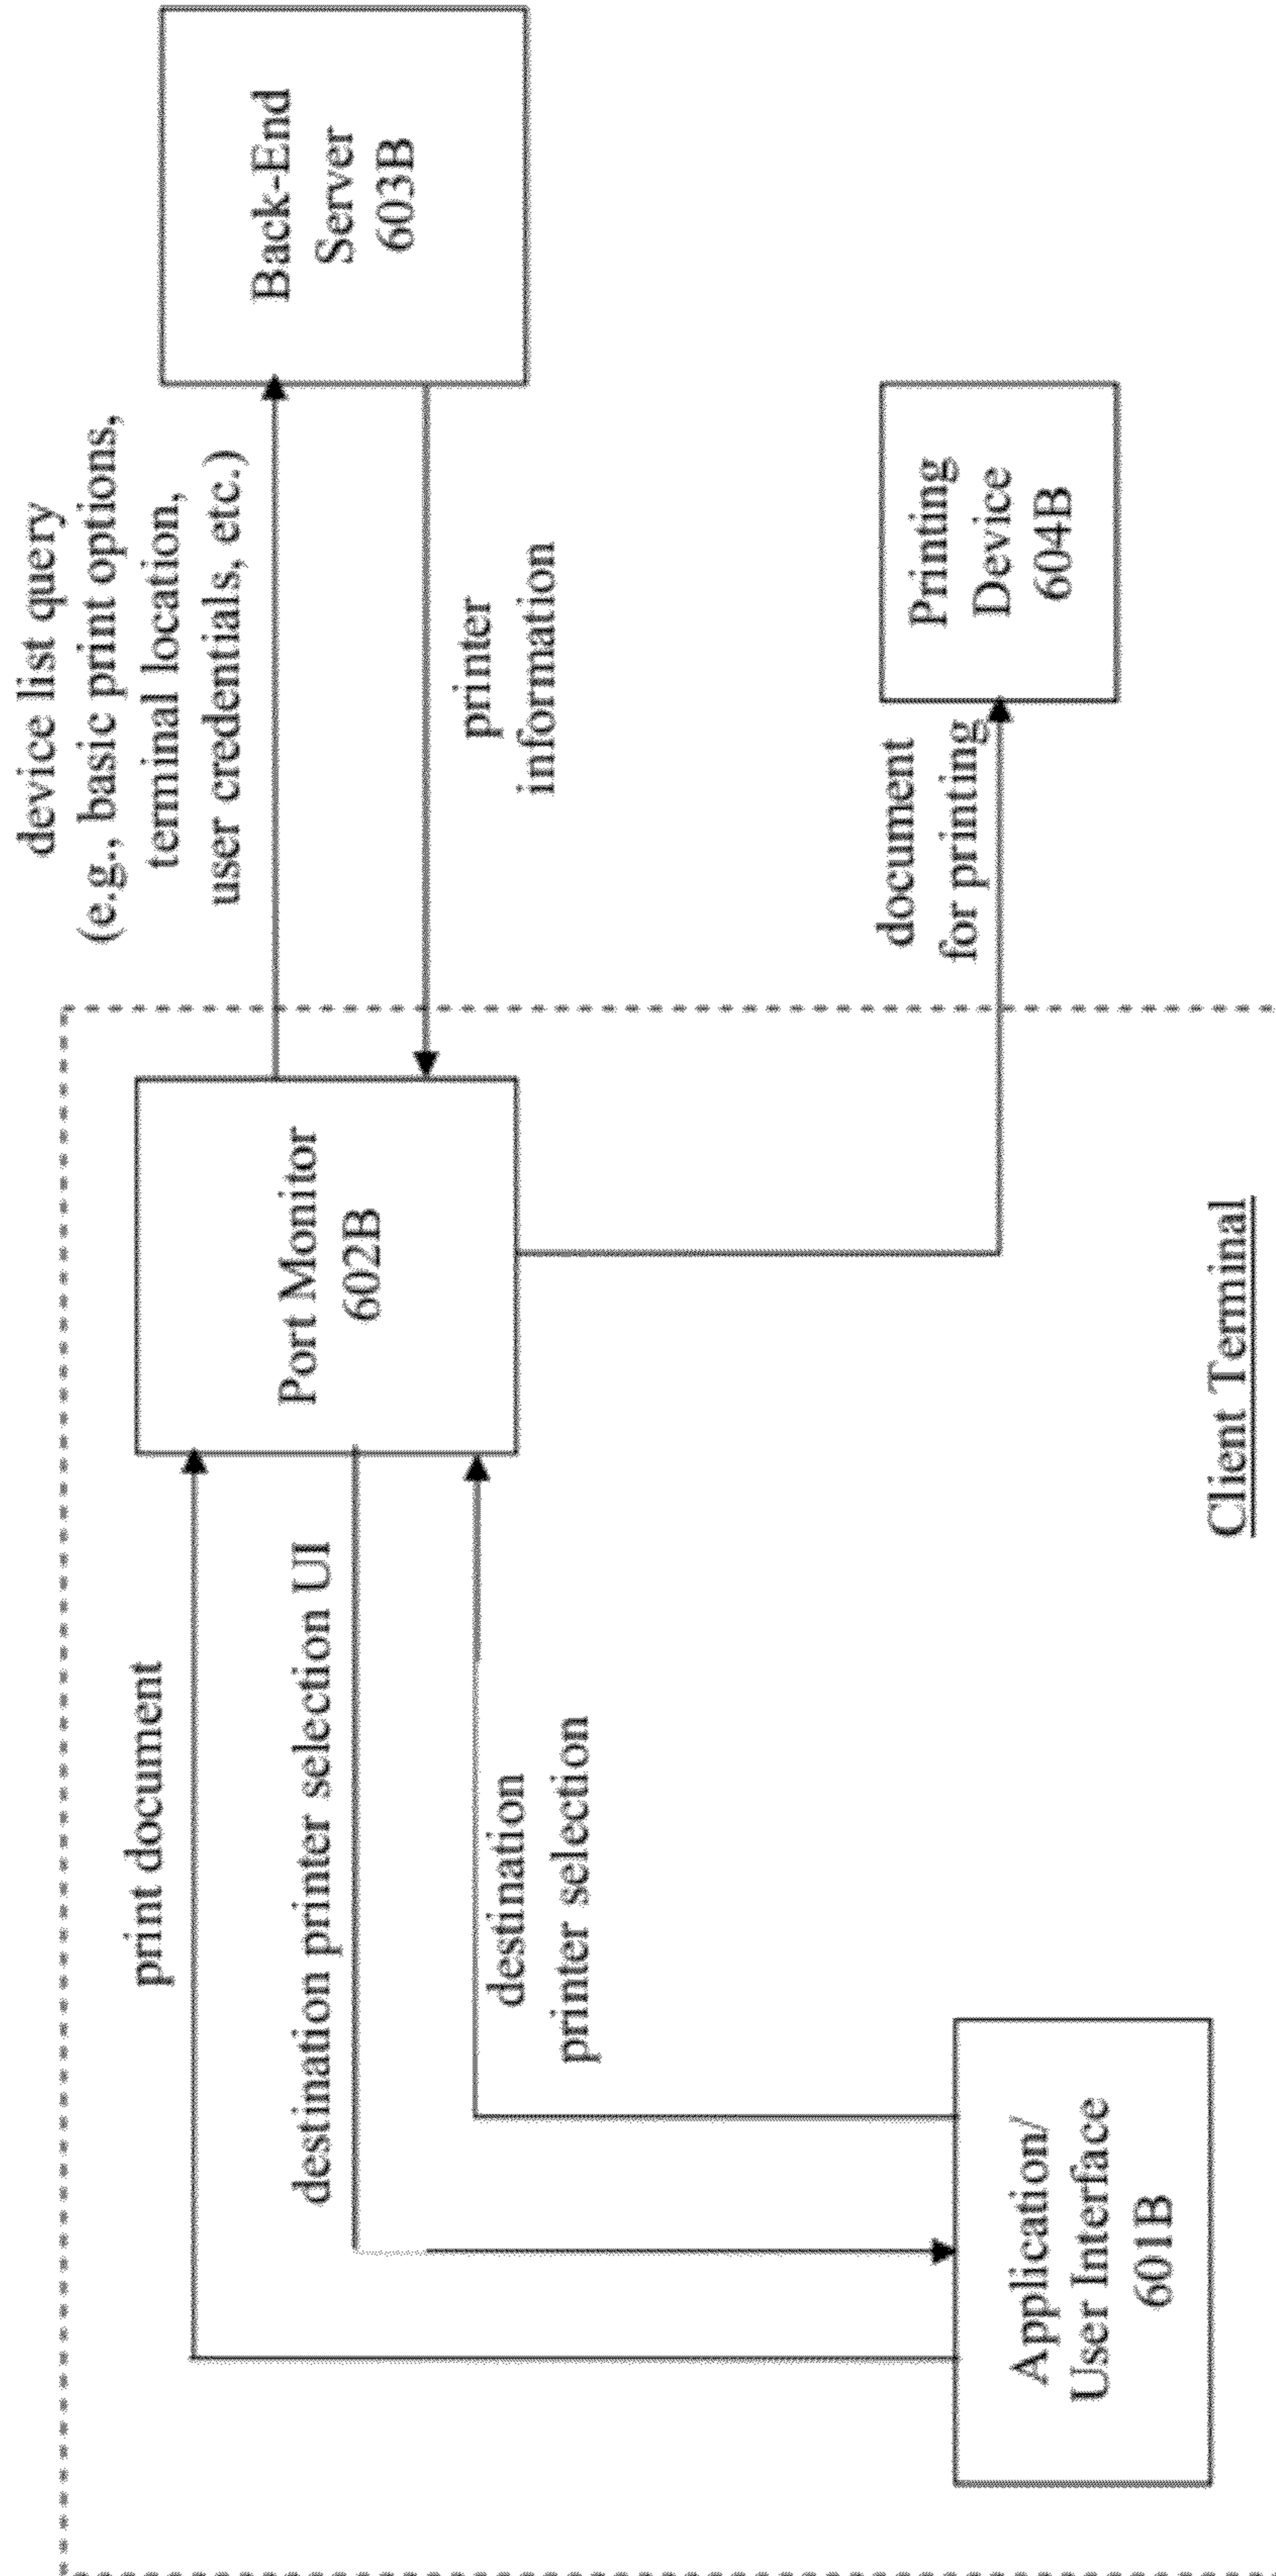 print document
destination printer selection UI
destination
printer selection
Application/
User Interface
601B
Port Monitor
602B
Client Terminal
device list query
(e.g., basic print options,
terminal location,
user credentials, etc.)
printer
information
document
for printing
Back-End
Server
603B
Printing
Device
604B